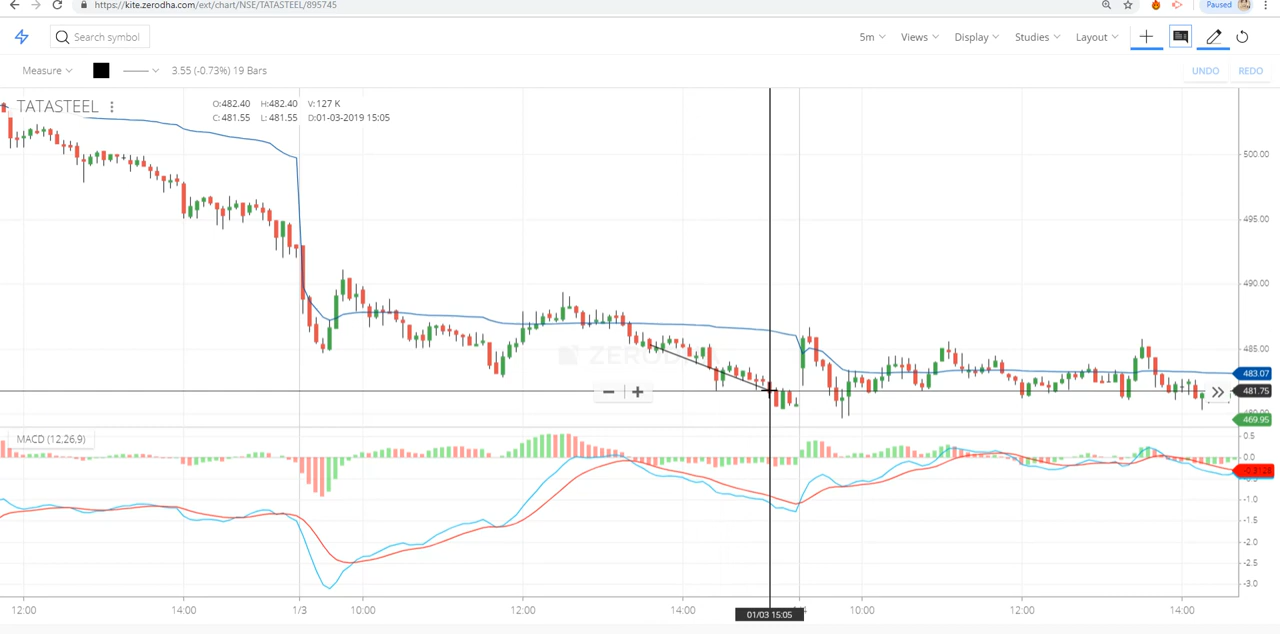 https://kite.zerodha.com/ext/chart/NSE/TATASTEEL/895745
Paused
Search symbol
5m Views Display Studies Layout
Measure 3.55 (-0.73%) 19 Bars UNDO REDO
TATASTEEL
O:482.40 H:482.40 V:127 K
C:481.55 L:481.55 D:01-03-2019 15:05
500.00
495.00
490.00
485.00
483.07
481.75
469.95
ZERODHA
MACD (12,26,9)
0.5
0.0
-1.0
-1.5
-2.0
-2.5
-3.0
12:00 14:00 1/3 10:00 12:00 14:00 10:00 12:00 14:00
01/03 15:05